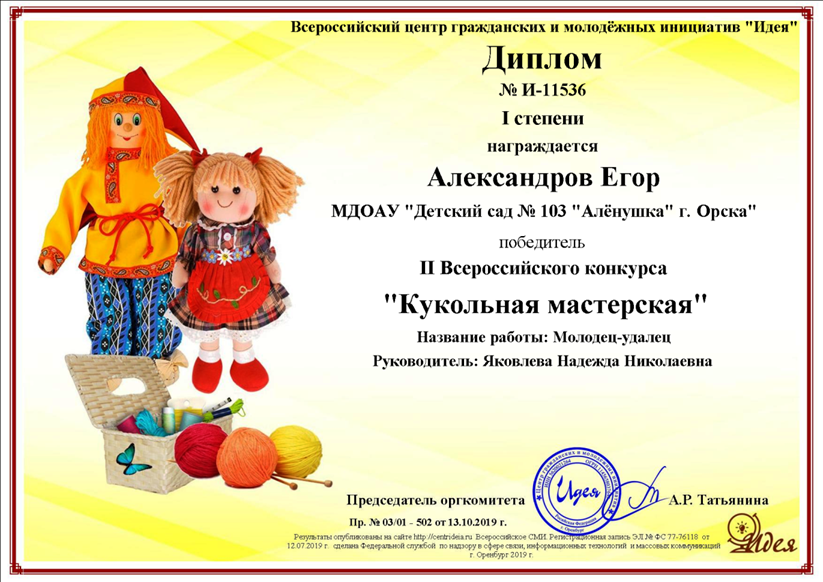 Всероссийский центр гражданских и молодёжных инициатив "Идея"
Диплом
№ И-11536
I степени
награждается
Александров Егор
МДОАУ "Детский сад № 103 "Алёнушка" г. Орска"
победитель
II Всероссийского конкурса
"Кукольная мастерская"
Название работы: Молодец-удалец
Руководитель: Яковлева Надежда Николаевна
Председатель оргкомитета
Идея
А.Р. Татьянина
Пр. № 03/01 - 502 от 13.10.2019 г.
Результаты опубликованы на сайте http://centrideia.ru Всероссийское СМИ. Регистрационная запись ЭЛ № ФС 77-76118 от
12.07.2019 г. сделана Федеральной службой по надзору в сфере связи, информационных технологий и массовых коммуникаций
г. Оренбург 2019 г.
Идея